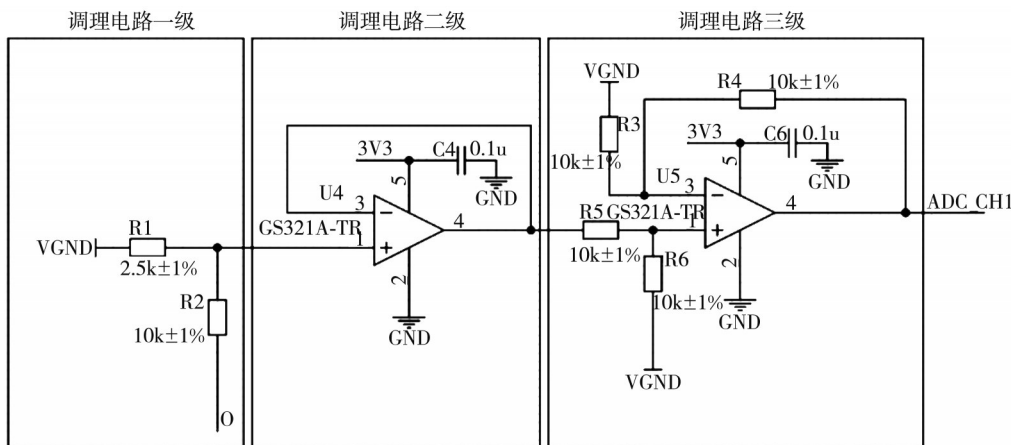 调理电路一级
调理电路二级
调理电路三级
VGND
R1
2.5k±1%
R2
10k±1%
O
3V3
C4
0.1u
GND
U4
5
3
GS321A-TR
1
4
2
GND
VGND
R3
10k±1%
R4
10k±1%
3V3
C6
0.1u
GND
U5
5
3
R5
GS321A-TR
1
4
ADC_CH1
10k±1%
R6
10k±1%
2
GND
VGND